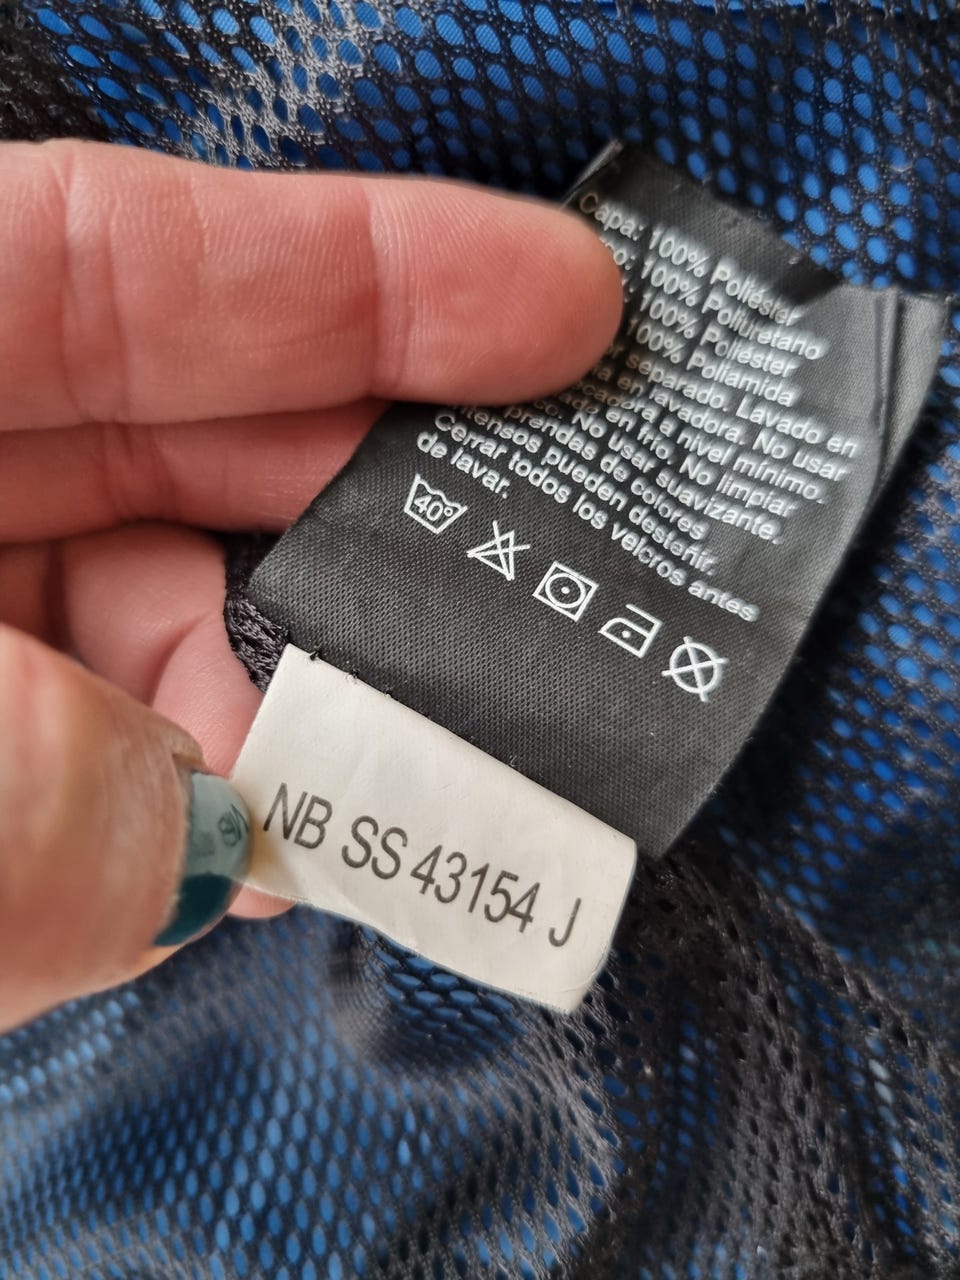 Capa: 100% Poliéster
100% Poliuretano
100% Poliéster
100% Poliamida
separado. Lavado en
en lavadora. No usar
a nivel mínimo.
en frío. No limpiar
No usar suavizante.
prendas de colores
intensos pueden desteñir.
Cerrar todos los velcros antes
de lavar.
40°
NB SS 43154 J